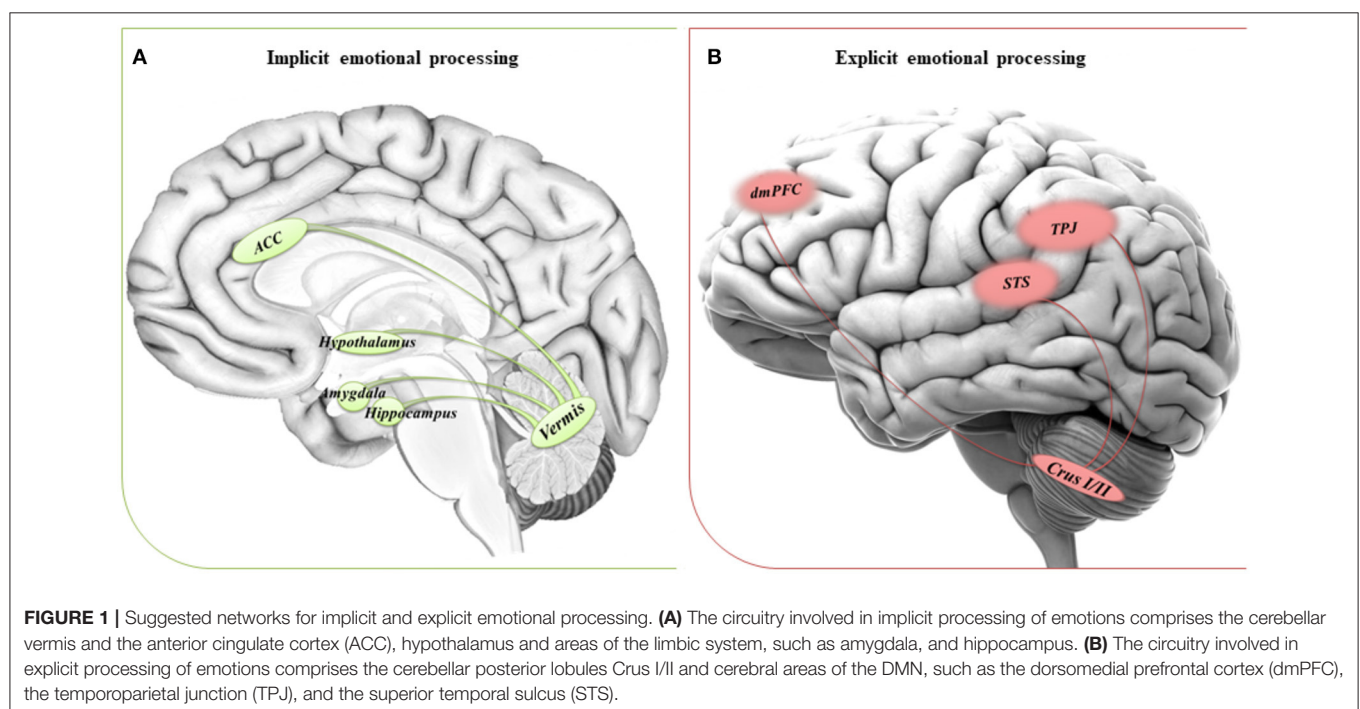 A
Implicit emotional processing
ACC
Hypothalamus
Amygdala
Hippocampus
Vermis
B
Explicit emotional processing
dmPFC
TPJ
STS
Crus I/II
FIGURE 1 | Suggested networks for implicit and explicit emotional processing. (A) The circuitry involved in implicit processing of emotions comprises the cerebellar
vermis and the anterior cingulate cortex (ACC), hypothalamus and areas of the limbic system, such as amygdala, and hippocampus. (B) The circuitry involved in
explicit processing of emotions comprises the cerebellar posterior lobules Crus I/II and cerebral areas of the DMN, such as the dorsomedial prefrontal cortex (dmPFC),
the temporoparietal junction (TPJ), and the superior temporal sulcus (STS).